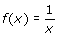 f(x) = 1/x